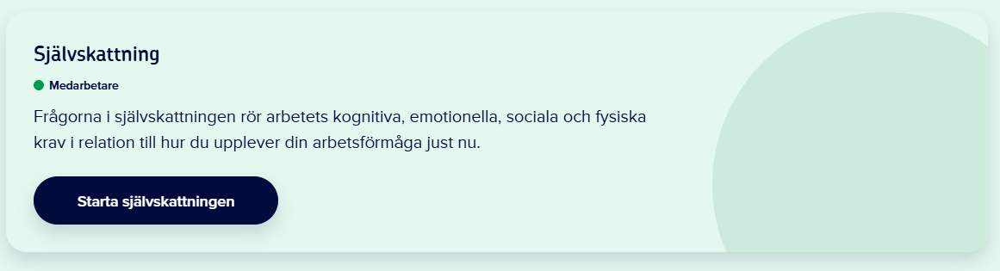 Självskattning
Medarbetare
Frågorna i självskattningen rör arbetets kognitiva, emotionella, sociala och fysiska
krav i relation till hur du upplever din arbetsförmåga just nu.
Starta självskattningen